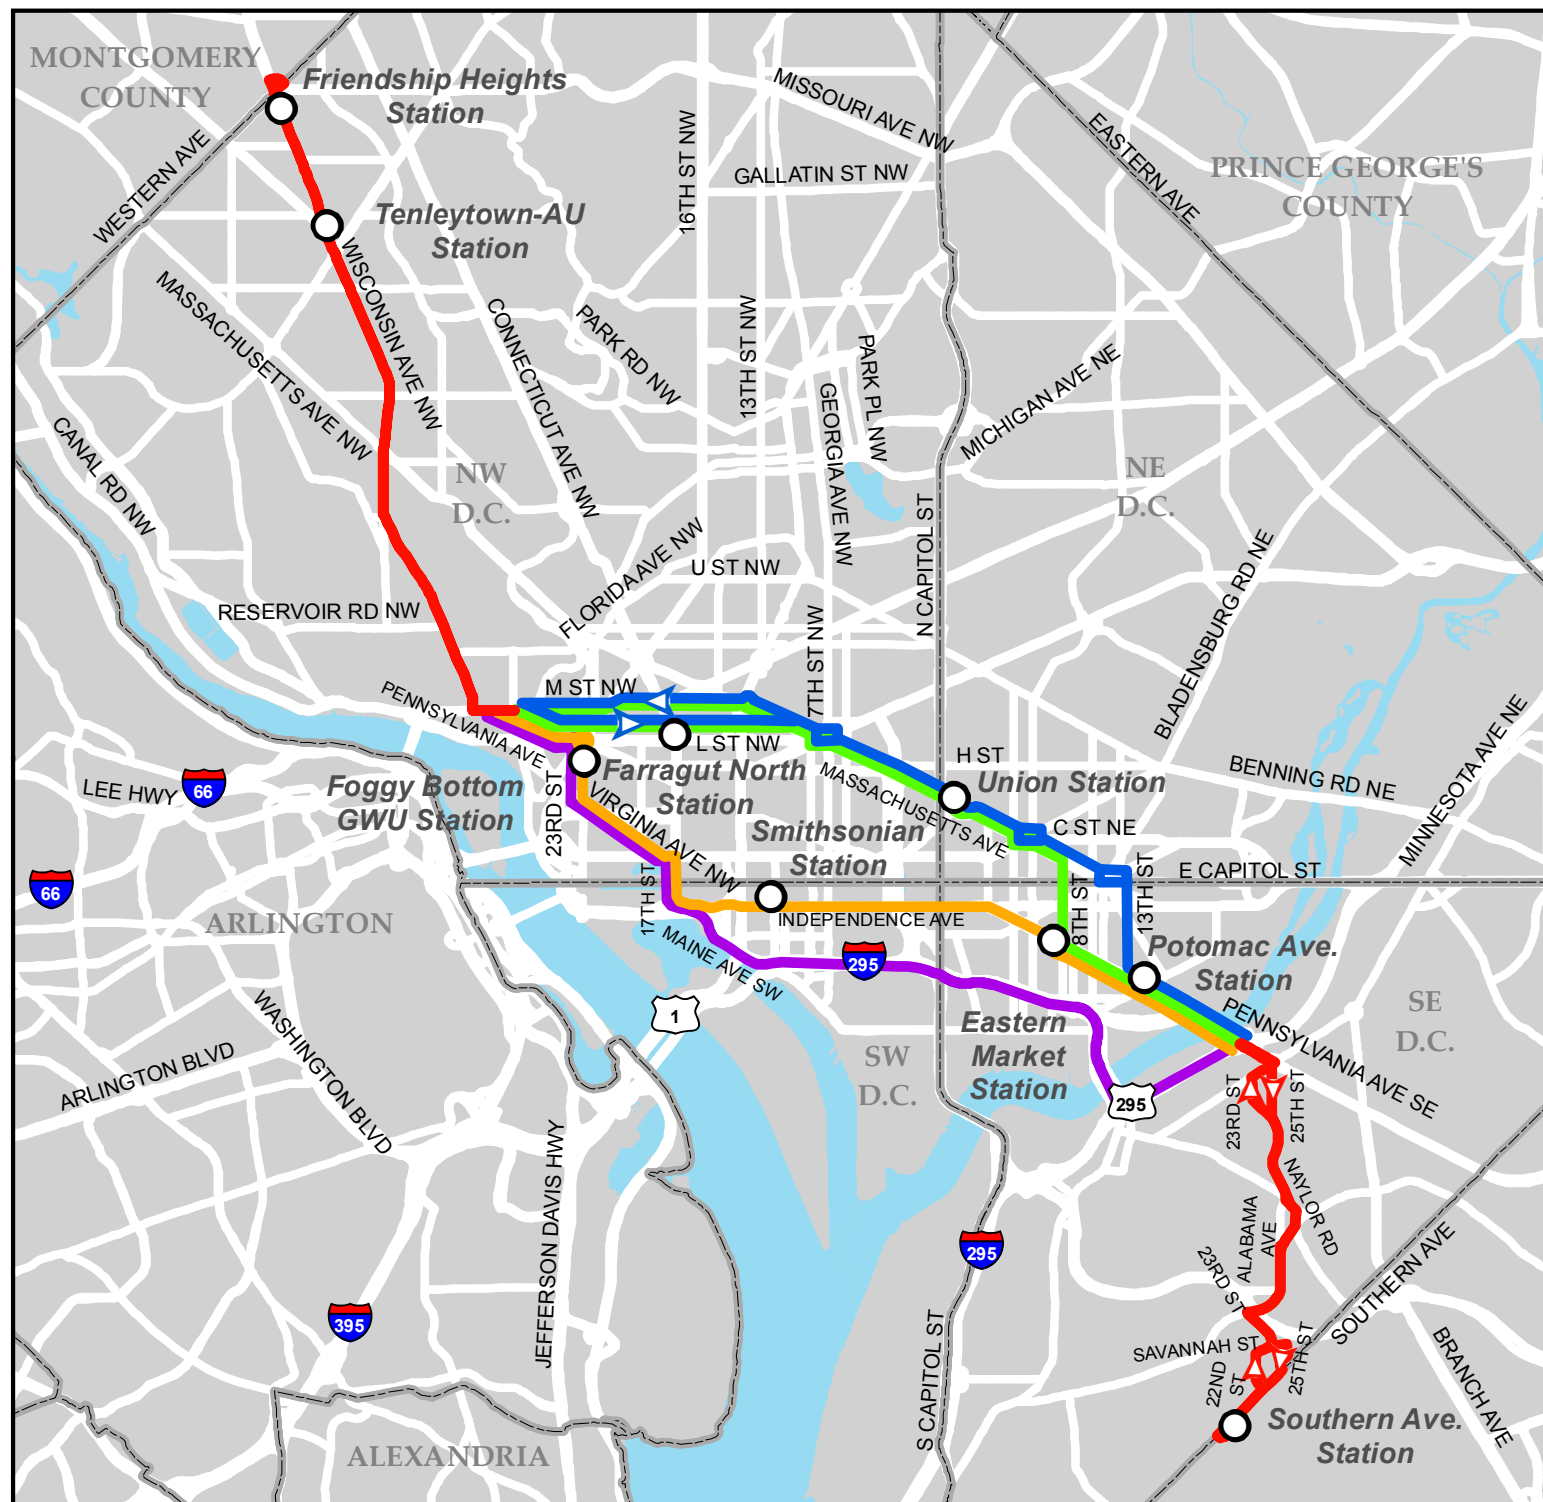 MONTGOMERY
COUNTY
Friendship Heights
Station
WESTERN AVE
Tenleytown-AU
Station
WISCONSIN AVE NW
MASSACHUSETTS AVE NW
CONNECTICUT AVE NW
16TH ST NW
MISSOURI AVE NW
GALLATIN ST NW
EASTERN AVE
PRINCE GEORGE'S
COUNTY
PARK RD NW
13TH ST NW
PARK PL NW
GEORGIA AVE NW
MICHIGAN AVE NE
CANAL RD NW
NW
D.C.
NE
D.C.
N CAPITOL ST
FLORIDA AVE NW
U ST NW
BLADENSBURG RD NE
RESERVOIR RD NW
7TH ST NW
M ST NW
PENNSYLVANIA AVE
L ST NW
H ST
MASSACHUSETTS AVE
Union Station
BENNING RD NE
MINNESOTA AVE NE
LEE HWY
66
Foggy Bottom
GWU Station
Farragut North
Station
23RD ST
VIRGINIA AVE NW
Smithsonian
Station
C ST NE
E CAPITOL ST
66
ARLINGTON
17TH ST
INDEPENDENCE AVE
8TH ST
13TH ST
MAINE AVE SW
295
Potomac Ave.
Station
WASHINGTON BLVD
1
Eastern
Market
Station
PENNSYLVANIA AVE SE
SE
D.C.
ARLINGTON BLVD
SW
D.C.
295
23RD ST
25TH ST
JEFFERSON DAVIS HWY
NAYLOR RD
ALABAMA
AVE
295
23RD ST
SOUTHERN AVE
395
S CAPITOL ST
SAVANNAH ST
22ND
ST
25TH ST
BRANCH AVE
Southern Ave.
Station
ALEXANDRIA